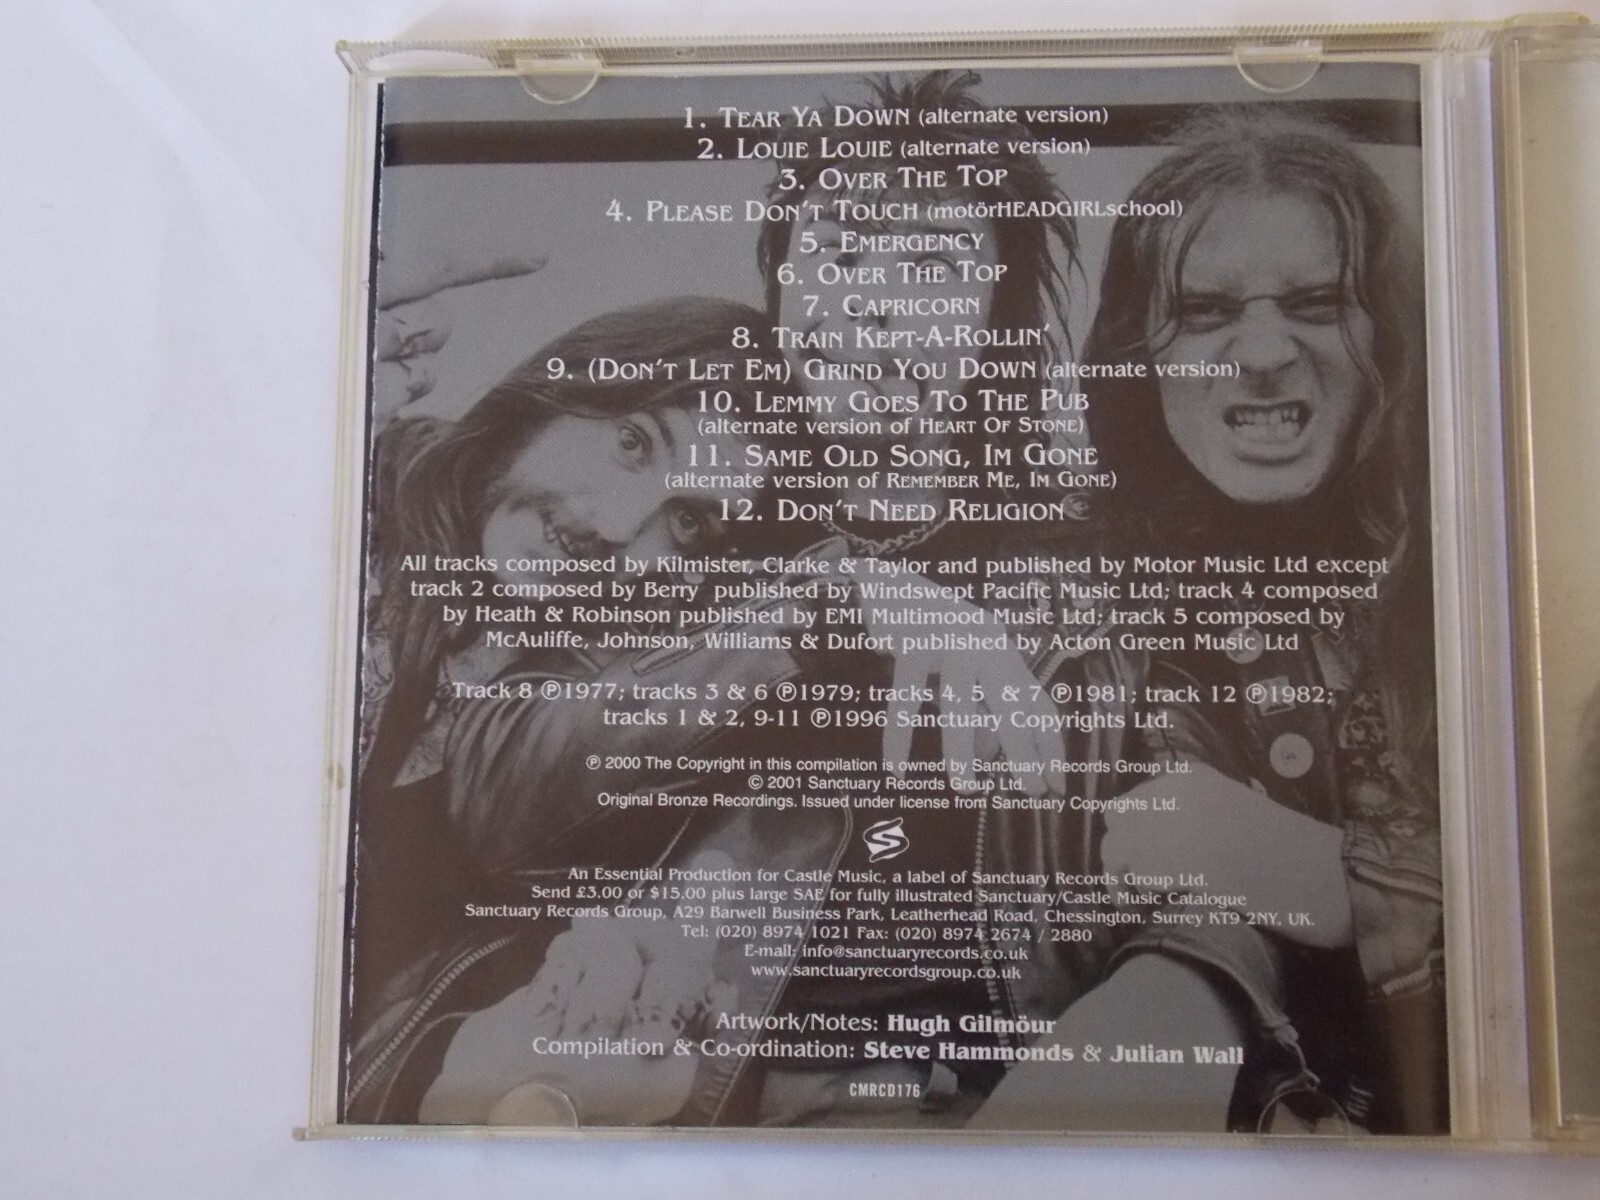 1. TEAR YA DOWN (alternate version)
2. LOUIE LOUIE (alternate version)
3. OVER THE TOP
4. PLEASE DON'T TOUCH (motörHEADGIRLschool)
5. EMERGENCY
6. OVER THE TOP
7. CAPRICORN
8. TRAIN KEPT-A-ROLLIN'
9. (DON'T LET EM) GRIND YOU DOWN (alternate version)
10. LEMMY GOES TO THE PUB
(alternate version of HEART OF STONE)
11. SAME OLD SONG, IM GONE
(alternate version of REMEMBER ME, IM GONE)
12. DON'T NEED RELIGION
All tracks composed by Kilmister, Clarke & Taylor and published by Motor Music Ltd except
track 2 composed by Berry published by Windswept Pacific Music Ltd; track 4 composed
by Heath & Robinson published by EMI Multimood Music Ltd; track 5 composed by
McAuliffe, Johnson, Williams & Dufort published by Acton Green Music Ltd
Track 8 ℗1977; tracks 3 & 6 ℗1979; tracks 4, 5 & 7 ℗1981; track 12 ℗1982;
tracks 1 & 2, 9-11 ℗1996 Sanctuary Copyrights Ltd.
℗ 2000 The Copyright in this compilation is owned by Sanctuary Records Group Ltd.
© 2001 Sanctuary Records Group Ltd.
Original Bronze Recordings. Issued under license from Sanctuary Copyrights Ltd.
An Essential Production for Castle Music, a label of Sanctuary Records Group Ltd.
Send £3.00 or $15.00 plus large SAE for fully illustrated Sanctuary/Castle Music Catalogue
Sanctuary Records Group, A29 Barwell Business Park, Leatherhead Road, Chessington, Surrey KT9 2NY, UK.
Tel: (020) 8974 1021 Fax: (020) 8974 2674 / 2880
E-mail: info@sanctuaryrecords.co.uk
www.sanctuaryrecordsgroup.co.uk
Artwork/Notes: Hugh Gilmöur
Compilation & Co-ordination: Steve Hammonds & Julian Wall
CMRCD176